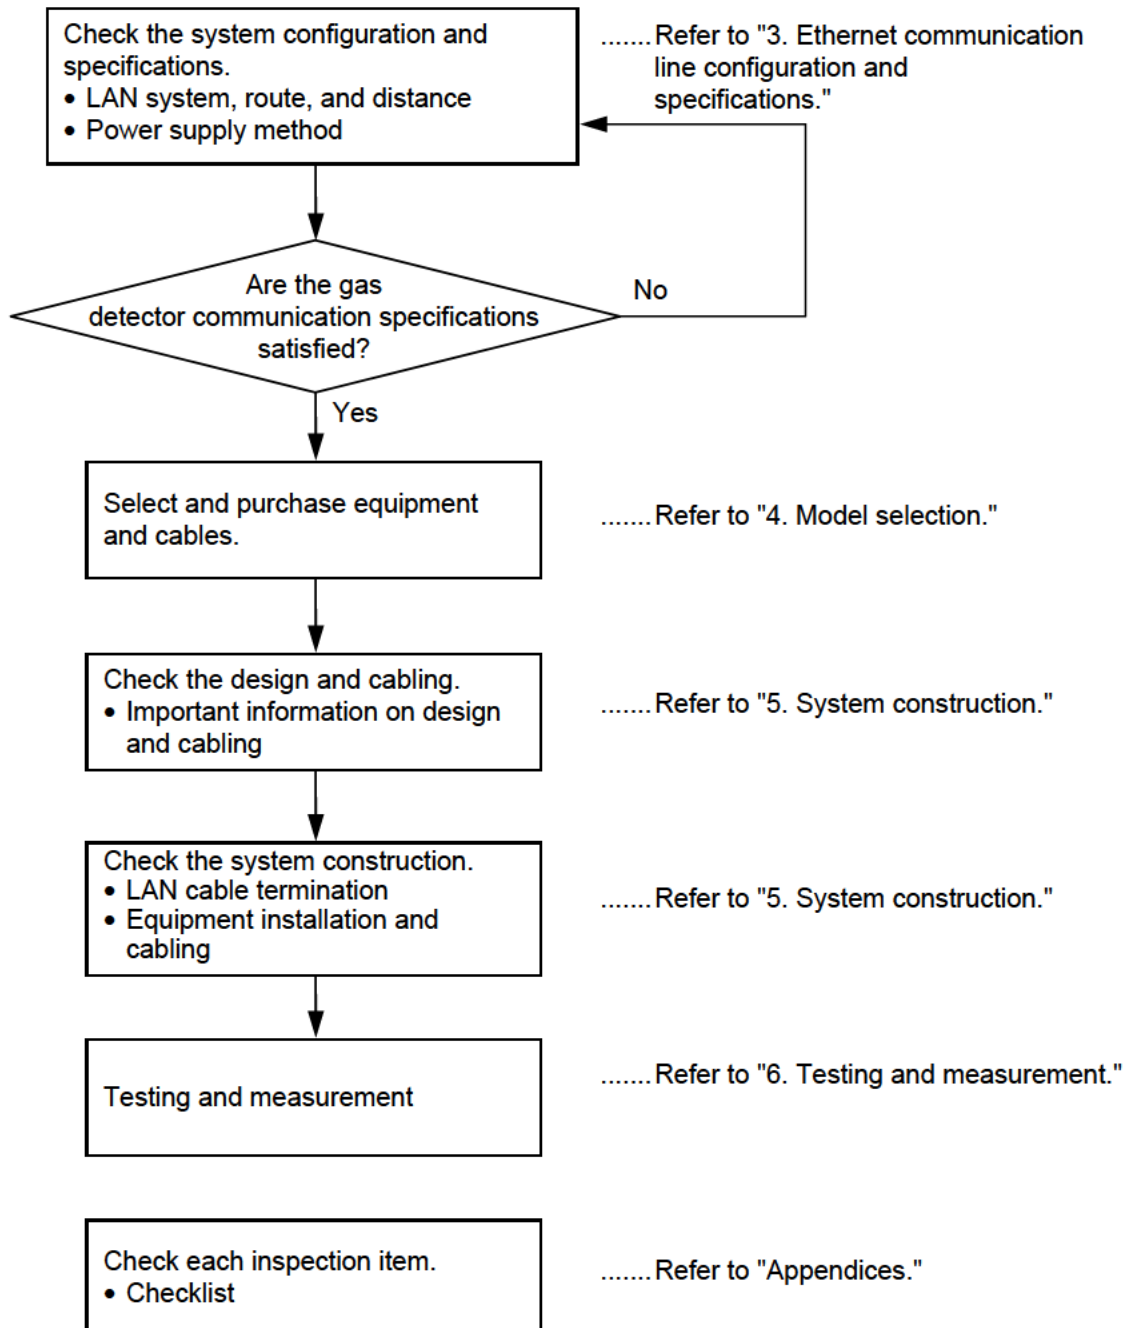 Check the system configuration and
specifications.
• LAN system, route, and distance
• Power supply method
.......Refer to "3. Ethernet communication
line configuration and
specifications."
Are the gas
detector communication specifications
satisfied?
No
Yes
Select and purchase equipment
and cables.
.......Refer to "4. Model selection."
Check the design and cabling.
• Important information on design
and cabling
.......Refer to "5. System construction."
Check the system construction.
• LAN cable termination
• Equipment installation and
cabling
.......Refer to "5. System construction."
Testing and measurement
.......Refer to "6. Testing and measurement."
Check each inspection item.
• Checklist
.......Refer to "Appendices."